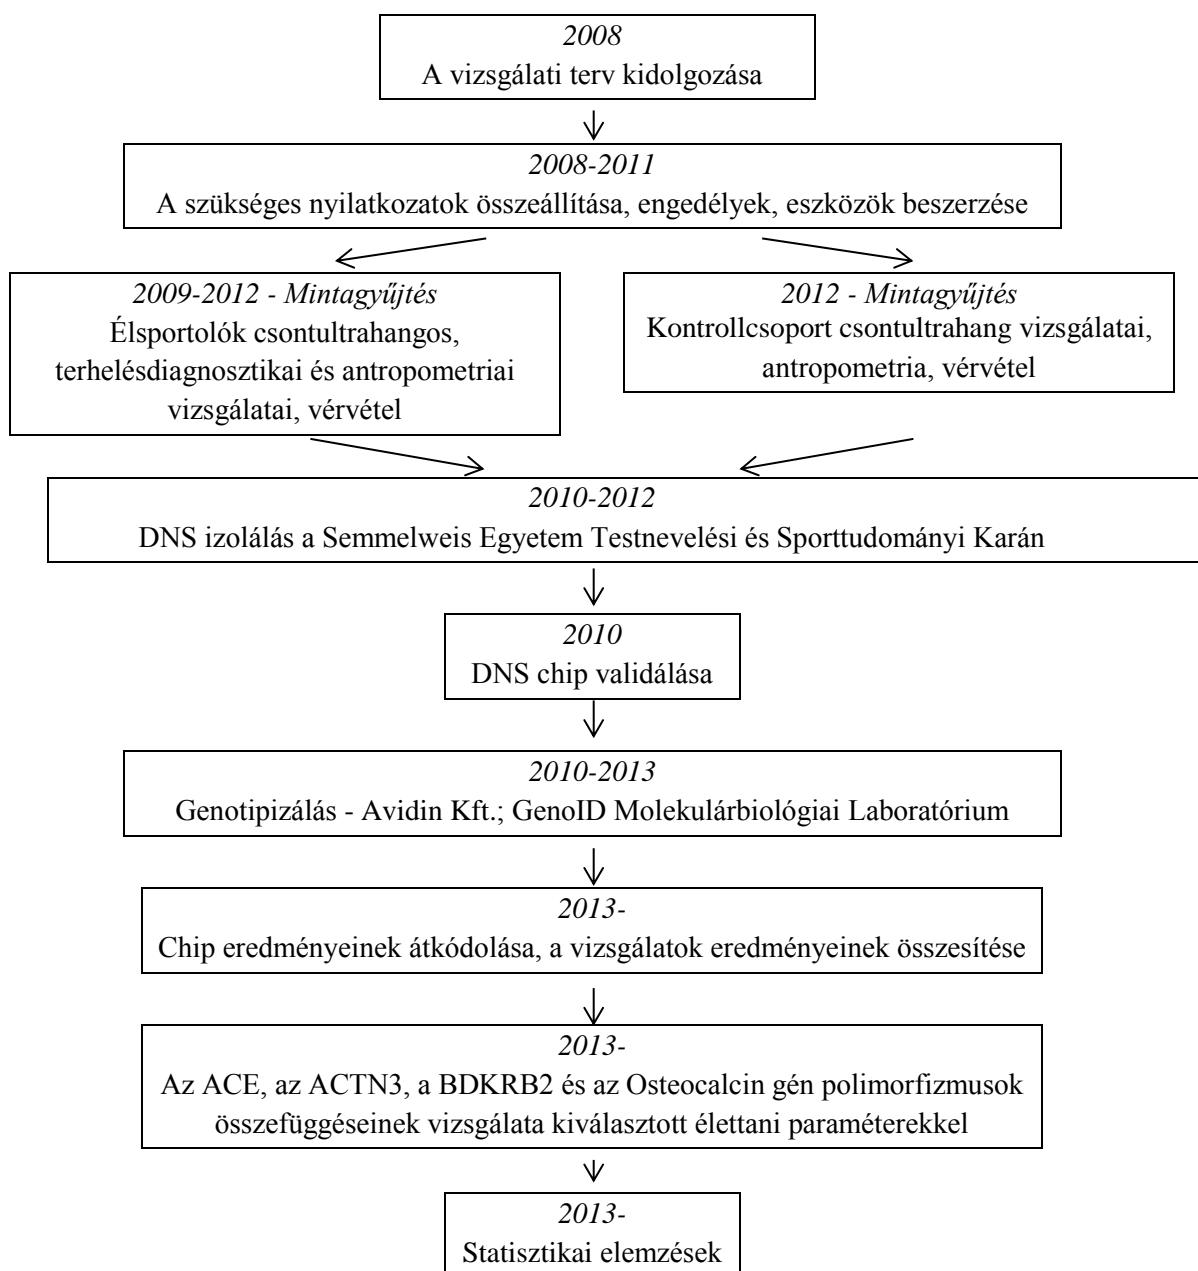 2008
A vizsgálati terv kidolgozása
2008-2011
A szükséges nyilatkozatok összeállítása, engedélyek, eszközök beszerzése
2009-2012 - Mintagyűjtés
Élsportolók csontultrahangos,
terhelésdiagnosztikai és antropometriai
vizsgálatai, vérvétel
2012 - Mintagyűjtés
Kontrollcsoport csontultrahang vizsgálatai,
antropometria, vérvétel
2010-2012
DNS izolálás a Semmelweis Egyetem Testnevelési és Sporttudományi Karán
2010
DNS chip validálása
2010-2013
Genotipizálás - Avidin Kft.; GenoID Molekulárbiológiai Laboratórium
2013-
Chip eredményeinek átkódolása, a vizsgálatok eredményeinek összesítése
2013-
Az ACE, az ACTN3, a BDKRB2 és az Osteocalcin gén polimorfizmusok
összefüggéseinek vizsgálata kiválasztott élettani paraméterekkel
2013-
Statisztikai elemzések